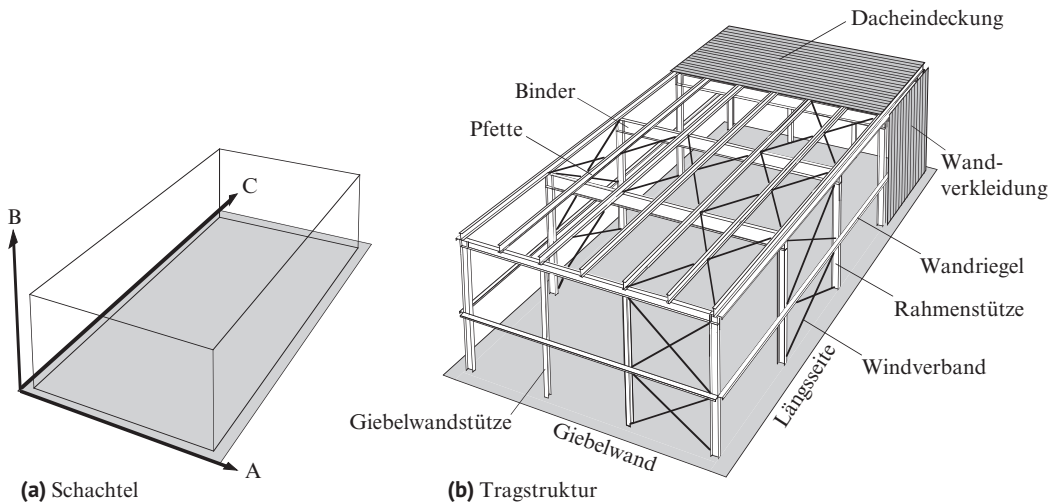 B
C
A
(a) Schachtel
Dacheindeckung
Binder
Pfette
Wand-
verkleidung
Wandriegel
Rahmenstütze
Windverband
Längsseite
Giebelwandstütze
Giebelwand
(b) Tragstruktur